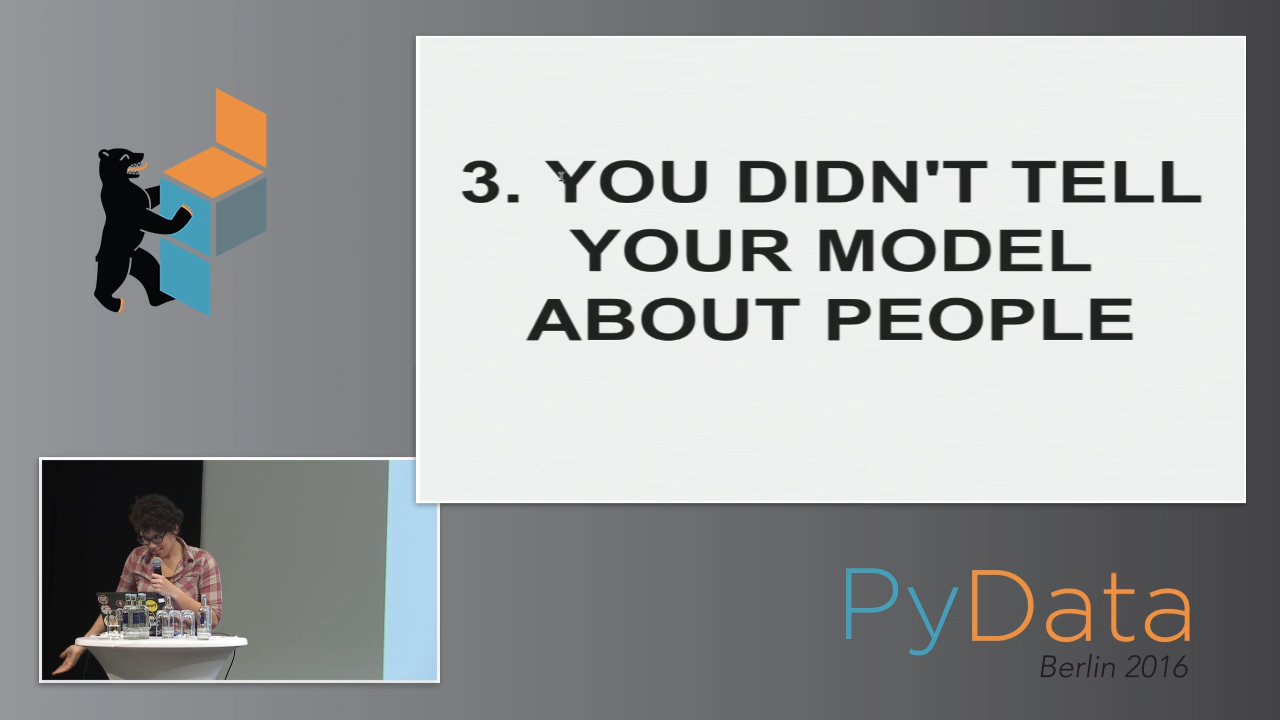 3. YOU DIDN'T TELL
YOUR MODEL
ABOUT PEOPLE
PyData
Berlin 2016